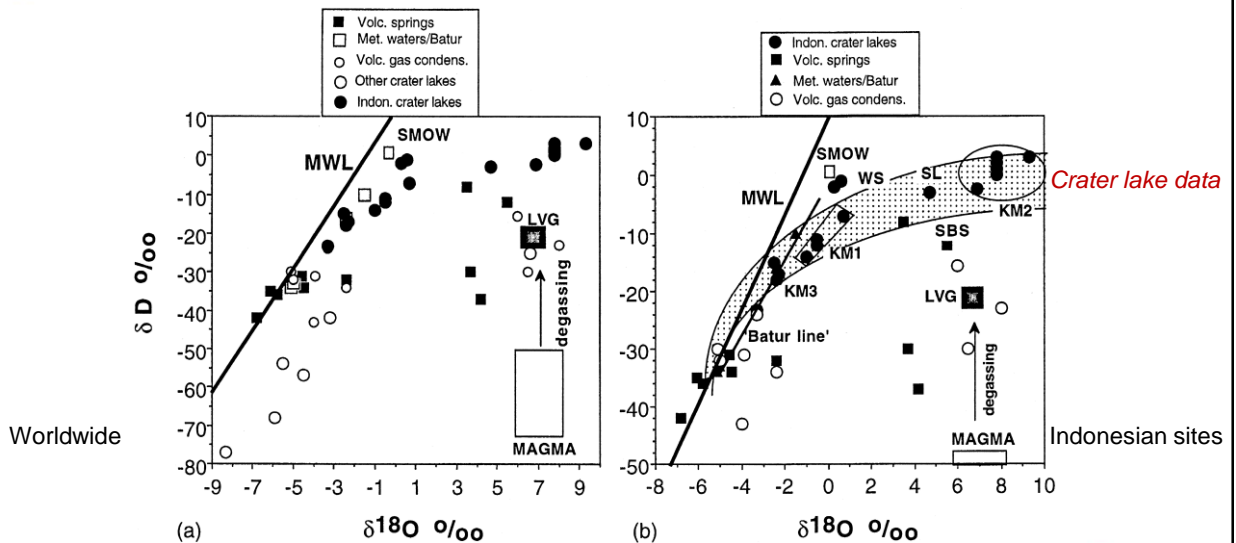 Volc. springs
Met. waters/Batur
Volc. gas condens.
Other crater lakes
Indon. crater lakes
Indon. crater lakes
Volc. springs
Met. waters/Batur
Volc. gas condens.
10
0
-10
-20
-30
-40
-50
-60
-70
-80
δ D o/oo
SMOW
MWL
LVG
degassing
MAGMA
-9
-7
-5
-3
-1
1
3
5
7
9
(a)
δ18O o/oo
Worldwide
10
0
-10
-20
-30
-40
-50
SMOW
MWL
WS
SL
KM2
KM1
SBS
KM3
LVG
'Batur line'
degassing
MAGMA
-8
-6
-4
-2
0
2
4
6
8
10
(b)
δ18O o/oo
Crater lake data
Indonesian sites